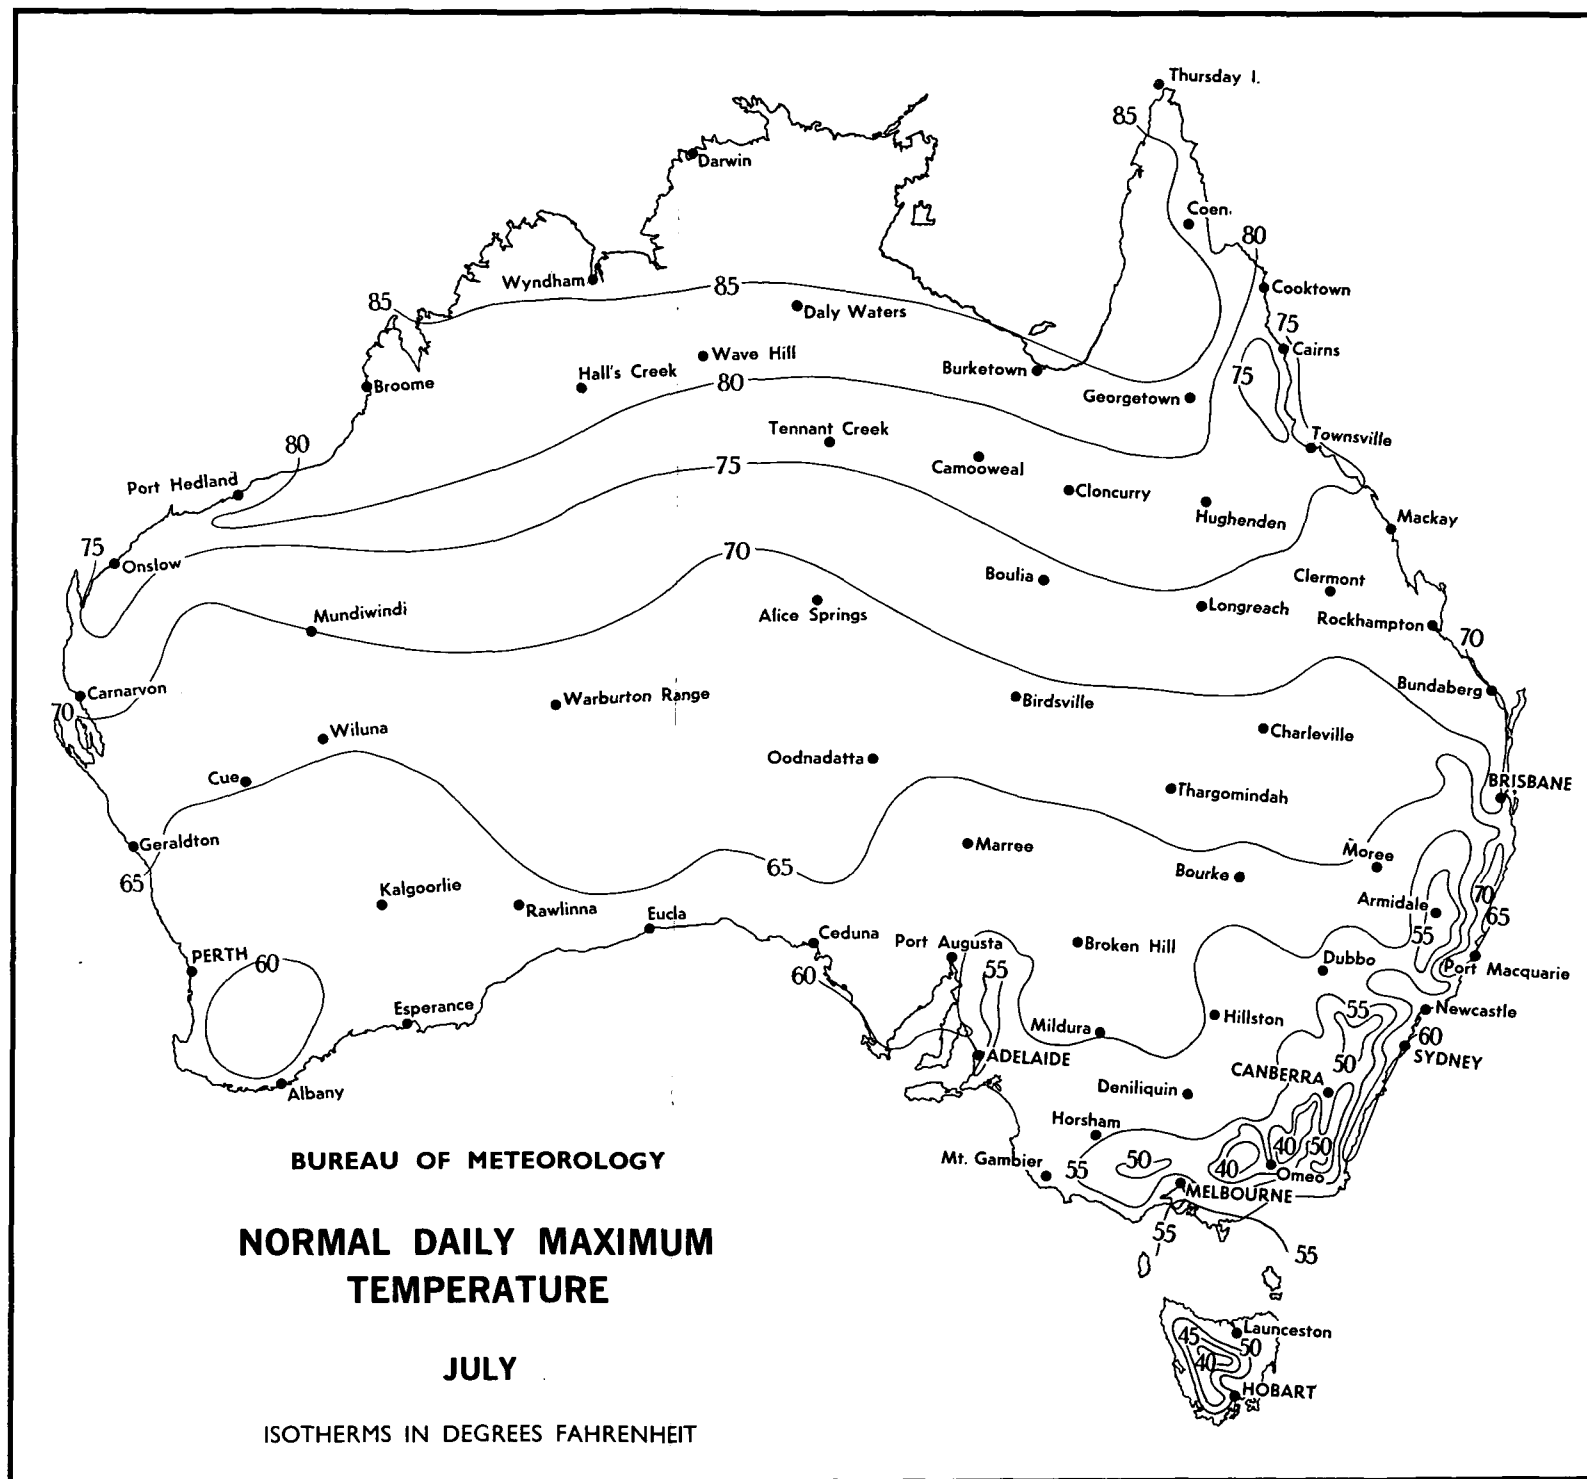 Thursday I.
85
Darwin
Coen.
80
Wyndham
85
85
Cooktown
Daly Waters
75
Cairns
Wave Hill
Hall's Creek
Burketown
75
Broome
80
Georgetown
80
Tennant Creek
Townsville
75
Camooweal
Port Hedland
Cloncurry
Hughenden
Mackay
75
70
Onslow
Boulia
Clermont
Mundiwindi
Alice Springs
Longreach
Rockhampton
70
Carnarvon
Warburton Range
Bundaberg
70
Birdsville
Wiluna
Charleville
Oodnadatta
Cue
BRISBANE
Thargomindah
Geraldton
Marree
Moree
65
65
Bourke
Kalgoorlie
70
Armidale
Rawlinna
Eucla
65
55
Ceduna
Port Augusta
Broken Hill
PERTH
60
Dubbo
Port Macquarie
60
55
Esperance
55
Newcastle
Mildura
Hillston
60
ADELAIDE
50
SYDNEY
CANBERRA
Albany
Deniliquin
Horsham
40
50
BUREAU OF METEOROLOGY
Mt. Gambier
55
50
40
Omeo
MELBOURNE
55
55
NORMAL DAILY MAXIMUM
TEMPERATURE
45
Launceston
50
40
JULY
HOBART
ISOTHERMS IN DEGREES FAHRENHEIT